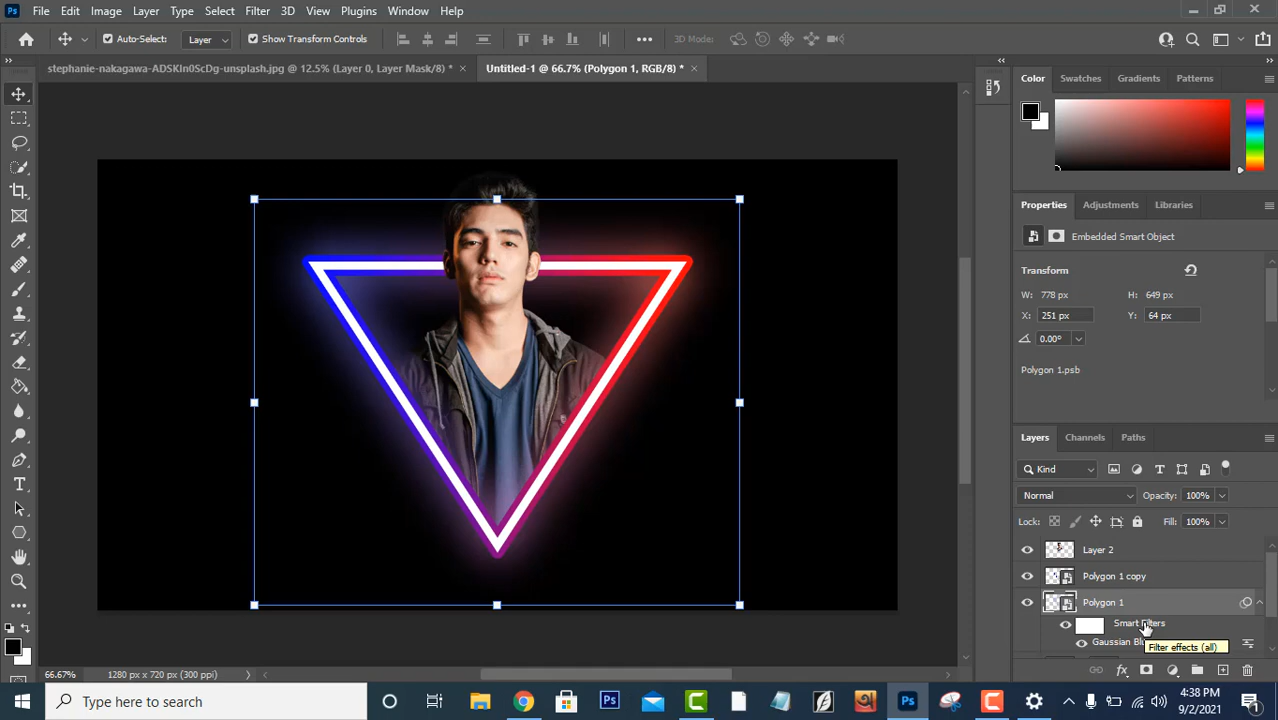 Ps File Edit Image Layer Type Select Filter 3D View Plugins Window Help
Auto-Select: Layer Show Transform Controls 3D Mode:
stephanie-nakagawa-ADSKIn0ScDg-unsplash.jpg @ 12.5% (Layer 0, Layer Mask/8) * Untitled-1 @ 66.7% (Polygon 1, RGB/8) *
Color Swatches Gradients Patterns
Properties Adjustments Libraries
Embedded Smart Object
Transform
W: 778 px H: 649 px
X: 251 px Y: 64 px
0.00°
Polygon 1.psb
Layers Channels Paths
Kind
Normal Opacity: 100%
Lock: Fill: 100%
Layer 2
Polygon 1 copy
Polygon 1
Smart Filters
Gaussian Blur
Filter effects (all)
66.67% 1280 px x 720 px (300 ppi)
Type here to search
4:38 PM
9/2/2021